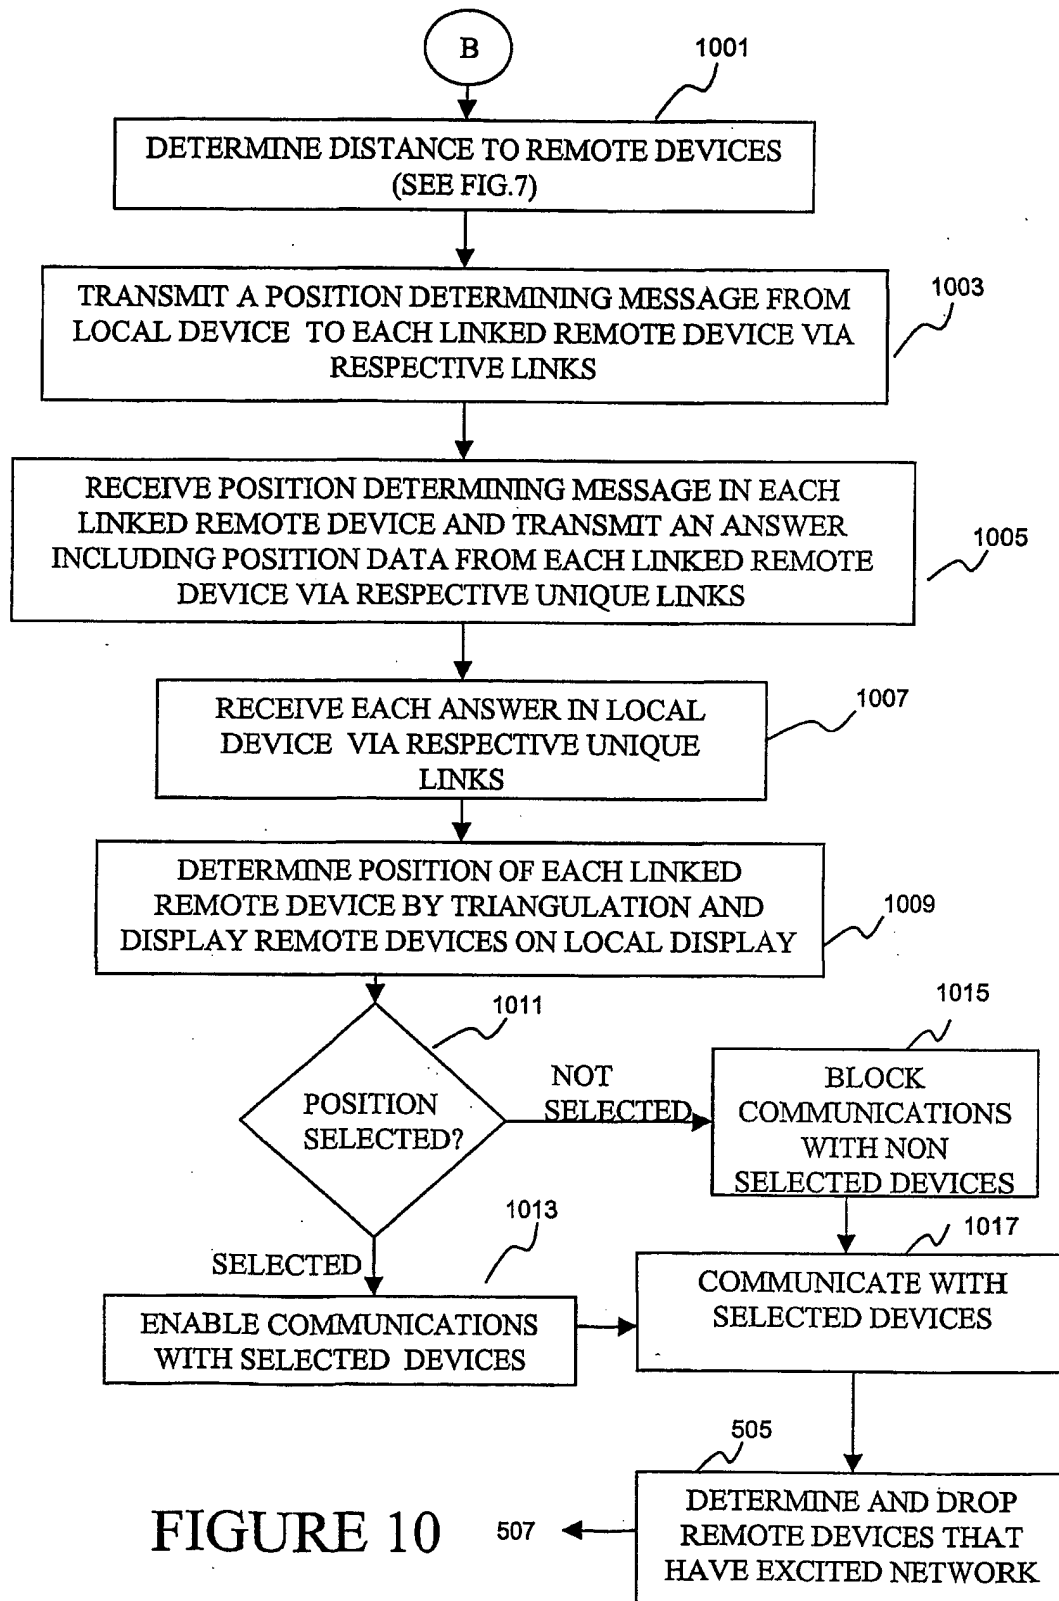 B
1001
DETERMINE DISTANCE TO REMOTE DEVICES
(SEE FIG.7)
TRANSMIT A POSITION DETERMINING MESSAGE FROM
LOCAL DEVICE TO EACH LINKED REMOTE DEVICE VIA
RESPECTIVE LINKS
1003
RECEIVE POSITION DETERMINING MESSAGE IN EACH
LINKED REMOTE DEVICE AND TRANSMIT AN ANSWER
INCLUDING POSITION DATA FROM EACH LINKED REMOTE
DEVICE VIA RESPECTIVE UNIQUE LINKS
1005
RECEIVE EACH ANSWER IN LOCAL
DEVICE VIA RESPECTIVE UNIQUE
LINKS
1007
DETERMINE POSITION OF EACH LINKED
REMOTE DEVICE BY TRIANGULATION AND
DISPLAY REMOTE DEVICES ON LOCAL DISPLAY
1009
1011
POSITION
SELECTED?
NOT
SELECTED
1015
BLOCK
COMMUNICATIONS
WITH NON
SELECTED DEVICES
SELECTED
1013
ENABLE COMMUNICATIONS
WITH SELECTED DEVICES
1017
COMMUNICATE WITH
SELECTED DEVICES
505
DETERMINE AND DROP
REMOTE DEVICES THAT
HAVE EXCITED NETWORK
507
FIGURE 10